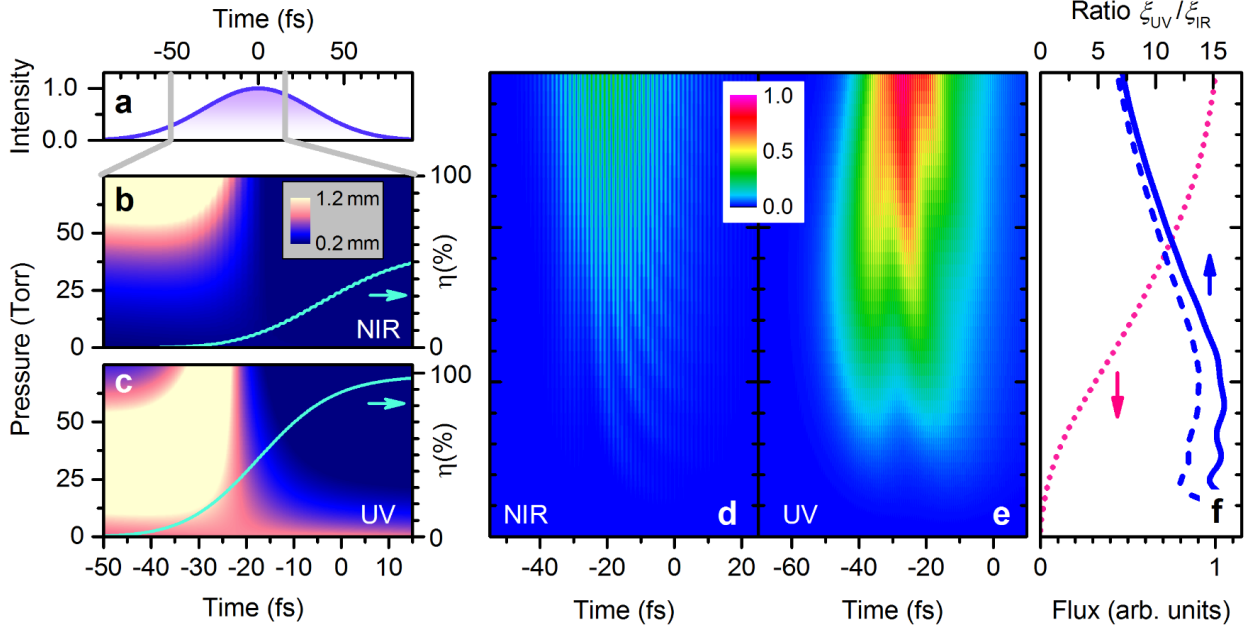 Time (fs)
-50 0 50
Intensity
1.0
0.0
a
Pressure (Torr)
50
25
0
b
1.2 mm
0.2 mm
NIR
100
0
η(%)
50
25
0
c
UV
100
0
η(%)
-50 -40 -30 -20 -10 0 10
Time (fs)
1.0
0.5
0.0
NIR
d
-40 -20 0 20
Time (fs)
UV
e
-60 -40 -20 0
Time (fs)
Ratio ξUV/ξIR
0 5 10 15
f
0 1
Flux (arb. units)